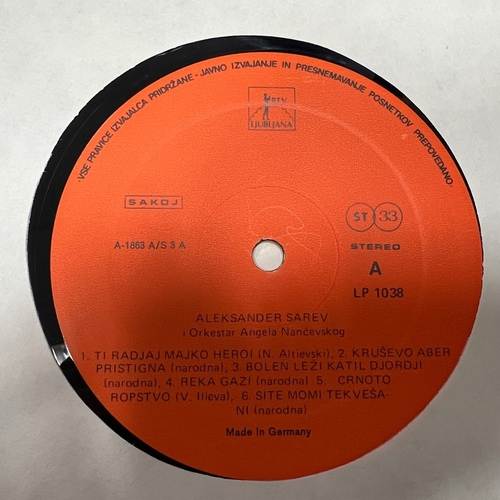 ·VSE PRAVICE IZVAJALCA PRIDRŽANE - JAVNO IZVAJANJE IN PRESNEMAVANJE POSNETKOV PREPOVEDANO·
RTV
LJUBLJANA
SAKOJ
ST 33
A-1863 A/S 3 A
STEREO
A
LP 1038
ALEKSANDER SAREV
i Orkestar Angela Nančevskog
1. TI RADJAJ MAJKO HEROI (N. Altievski), 2. KRUŠEVO ABER
PRISTIGNA (narodna), 3. BOLEN LEŽI KATIL DJORDJI
(narodna), 4. REKA GAZI (narodna) 5. CRNOTO
ROPSTVO (V. Illeva), 6. SITE MOMI TEKVEŠA-
NI (narodna)
Made In Germany